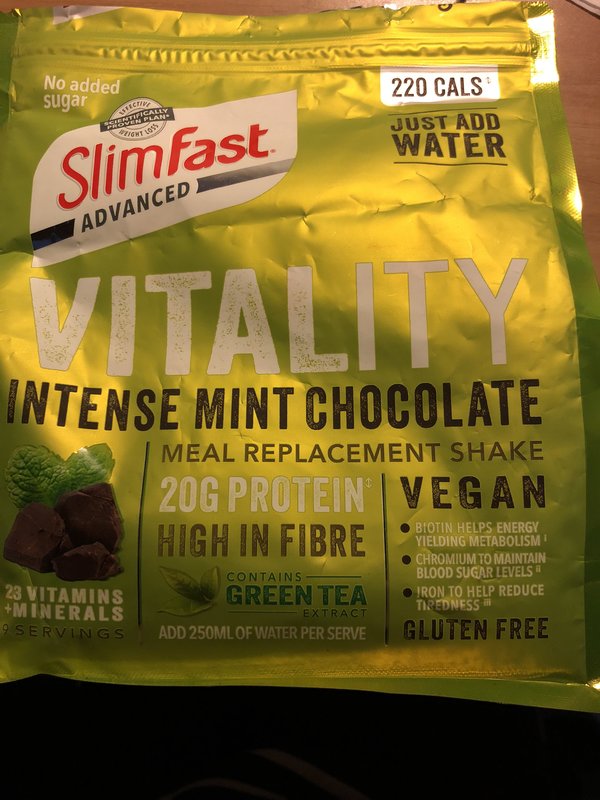 No added
sugar
220 CALS‡
EFFECTIVE
SCIENTIFICALLY
PROVEN PLAN*
WEIGHT LOSS
JUST ADD
WATER
SlimFast
ADVANCED
VITALITY
INTENSE MINT CHOCOLATE
MEAL REPLACEMENT SHAKE
20G PROTEIN‡
HIGH IN FIBRE
CONTAINS
GREEN TEA
EXTRACT
ADD 250ML OF WATER PER SERVE
VEGAN
• BIOTIN HELPS ENERGY
YIELDING METABOLISM i
• CHROMIUM TO MAINTAIN
BLOOD SUGAR LEVELS ii
• IRON TO HELP REDUCE
TIREDNESS iii
GLUTEN FREE
23 VITAMINS
+MINERALS
9 SERVINGS